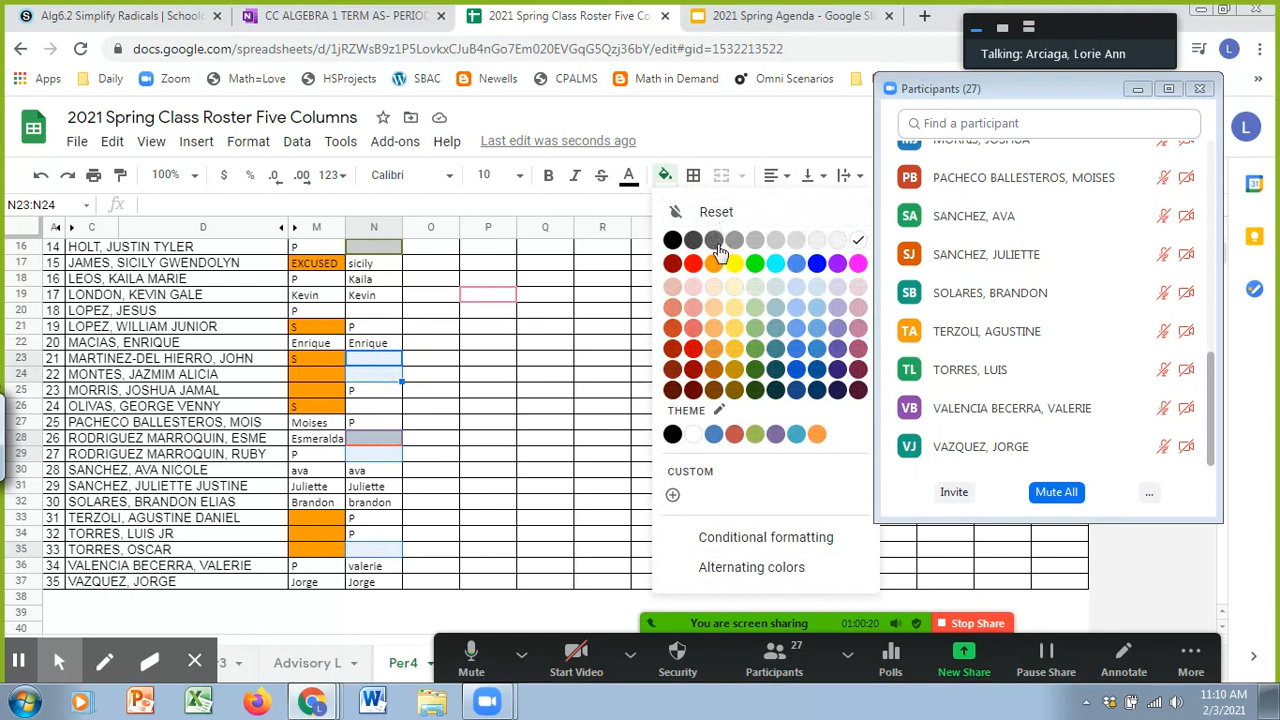 Alg6.2 Simplify Radicals | Schoolo
CC ALGEBRA 1 TERM AS- PERIOD
2021 Spring Class Roster Five Co
2021 Spring Agenda - Google Sli
docs.google.com/spreadsheets/d/1jRZWsB9z1P5LovkxCJuB4nGo7Em020EVGqG5Qzj36bY/edit#gid=1532213522
L
Talking: Arciaga, Lorie Ann
Apps
Daily
Zoom
Math=Love
HSProjects
SBAC
Newells
CPALMS
Math in Demand
Omni Scenarios
2021 Spring Class Roster Five Columns
File Edit View Insert Format Data Tools Add-ons Help Last edit was seconds ago
L
100% $ % .0 .00 123 Calibri 10 B I S A
N23:N24 fx
A C D M N O P Q R
16 14 HOLT, JUSTIN TYLER P
17 15 JAMES, SICILY GWENDOLYN EXCUSED sicily
18 16 LEOS, KAILA MARIE P Kaila
19 17 LONDON, KEVIN GALE Kevin Kevin
20 18 LOPEZ, JESUS P
21 19 LOPEZ, WILLIAM JUNIOR S P
22 20 MACIAS, ENRIQUE Enrique Enrique
23 21 MARTINEZ-DEL HIERRO, JOHN S
24 22 MONTES, JAZMIM ALICIA
25 23 MORRIS, JOSHUA JAMAL P
26 24 OLIVAS, GEORGE VENNY S
27 25 PACHECO BALLESTEROS, MOIS Moises P
28 26 RODRIGUEZ MARROQUIN, ESME Esmeralda
29 27 RODRIGUEZ MARROQUIN, RUBY P
30 28 SANCHEZ, AVA NICOLE ava ava
31 29 SANCHEZ, JULIETTE JUSTINE Juliette Juliette
32 30 SOLARES, BRANDON ELIAS Brandon brandon
33 31 TERZOLI, AGUSTINE DANIEL P
34 32 TORRES, LUIS JR P
35 33 TORRES, OSCAR
36 34 VALENCIA BECERRA, VALERIE P valerie
37 35 VAZQUEZ, JORGE Jorge Jorge
38
39
40
Reset
THEME
CUSTOM
Conditional formatting
Alternating colors
Participants (27)
Find a participant
MORRIS, JOSHUA
PB PACHECO BALLESTEROS, MOISES
SA SANCHEZ, AVA
SJ SANCHEZ, JULIETTE
SB SOLARES, BRANDON
TA TERZOLI, AGUSTINE
TL TORRES, LUIS
VB VALENCIA BECERRA, VALERIE
VJ VAZQUEZ, JORGE
Invite Mute All ...
You are screen sharing 01:00:20 Stop Share
3 Advisory L Per4
Mute Start Video Security Participants 27 Polls New Share Pause Share Annotate More
11:10 AM
2/3/2021